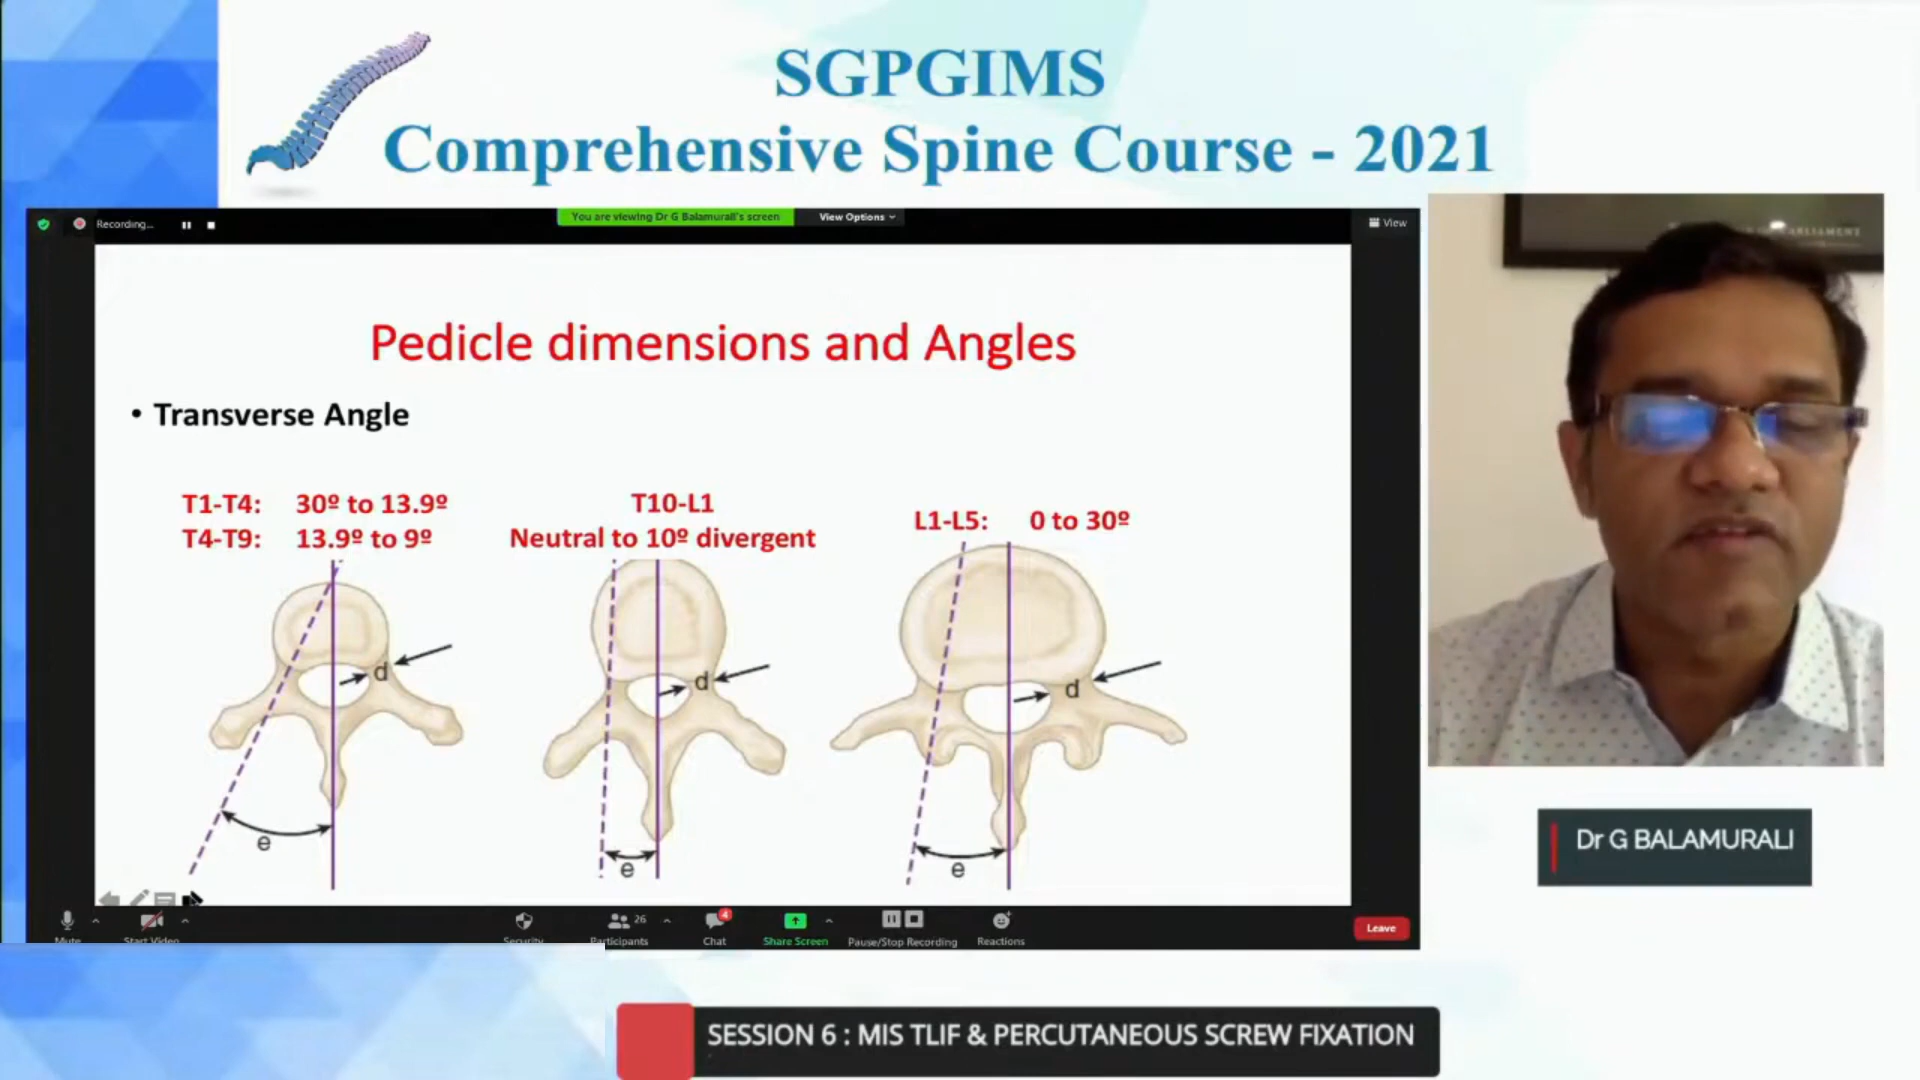 SGPGIMS
Comprehensive Spine Course - 2021
Recording...
You are viewing Dr G Balamurali's screen
View Options
View
Pedicle dimensions and Angles
• Transverse Angle
T1-T4: 30º to 13.9º
T4-T9: 13.9º to 9º
T10-L1
Neutral to 10º divergent
L1-L5: 0 to 30º
d
d
d
e
e
e
Mute
Start Video
Security
Participants
26
Chat
4
Share Screen
Pause/Stop Recording
Reactions
Leave
Dr G BALAMURALI
SESSION 6 : MIS TLIF & PERCUTANEOUS SCREW FIXATION